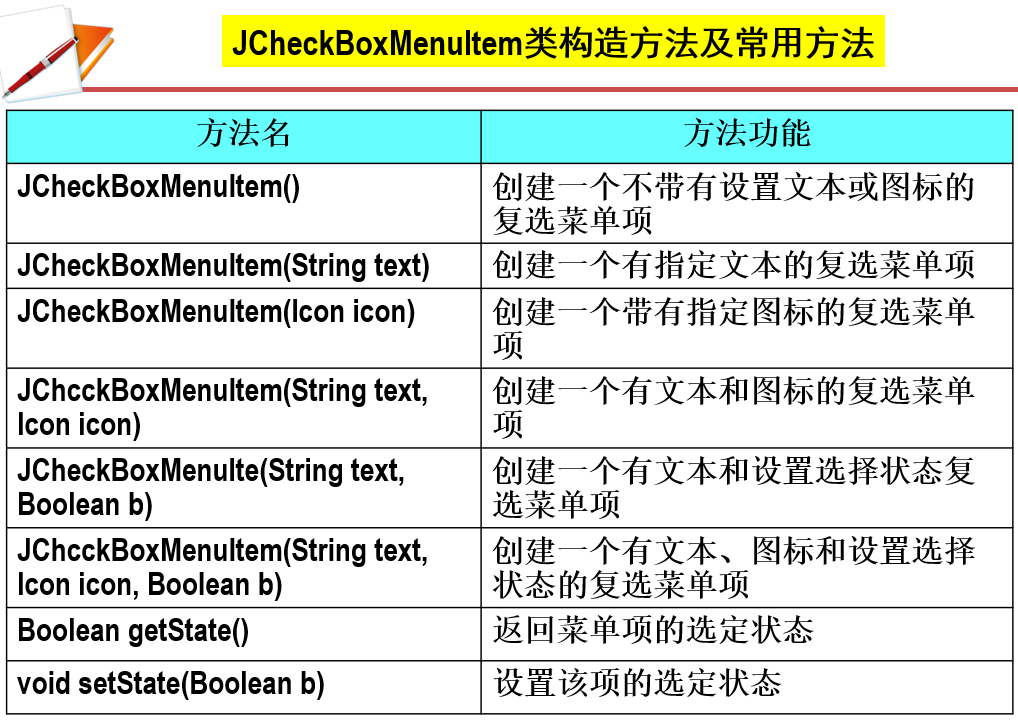 JCheckBoxMenuItem类构造方法及常用方法
方法名
方法功能
JCheckBoxMenuItem()
创建一个不带有设置文本或图标的
复选菜单项
JCheckBoxMenuItem(String text)
创建一个有指定文本的复选菜单项
JCheckBoxMenuItem(Icon icon)
创建一个带有指定图标的复选菜单
项
JChcckBoxMenuItem(String text,
Icon icon)
创建一个有文本和图标的复选菜单
项
JCheckBoxMenuIte(String text,
Boolean b)
创建一个有文本和设置选择状态复
选菜单项
JChcckBoxMenuItem(String text,
Icon icon, Boolean b)
创建一个有文本、图标和设置选择
状态的复选菜单项
Boolean getState()
返回菜单项的选定状态
void setState(Boolean b)
设置该项的选定状态